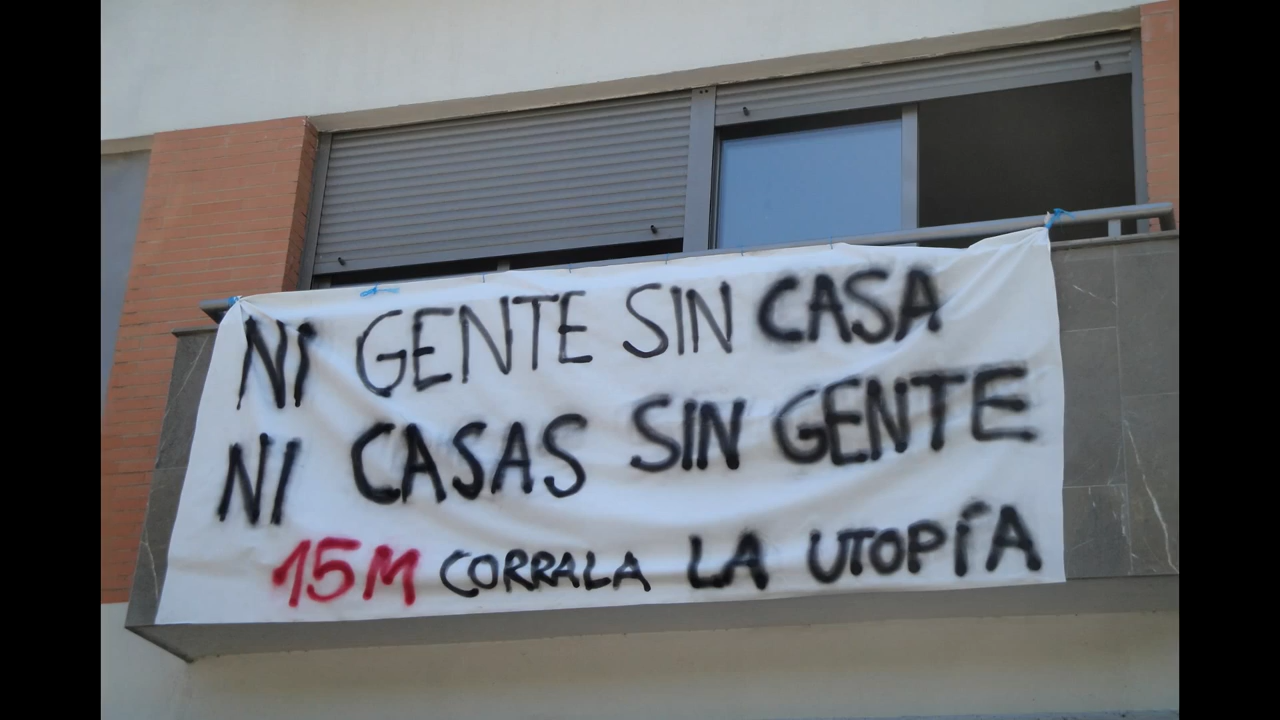 NI GENTE SIN CASA
NI CASAS SIN GENTE
15M CORRALA LA UTOPÍA